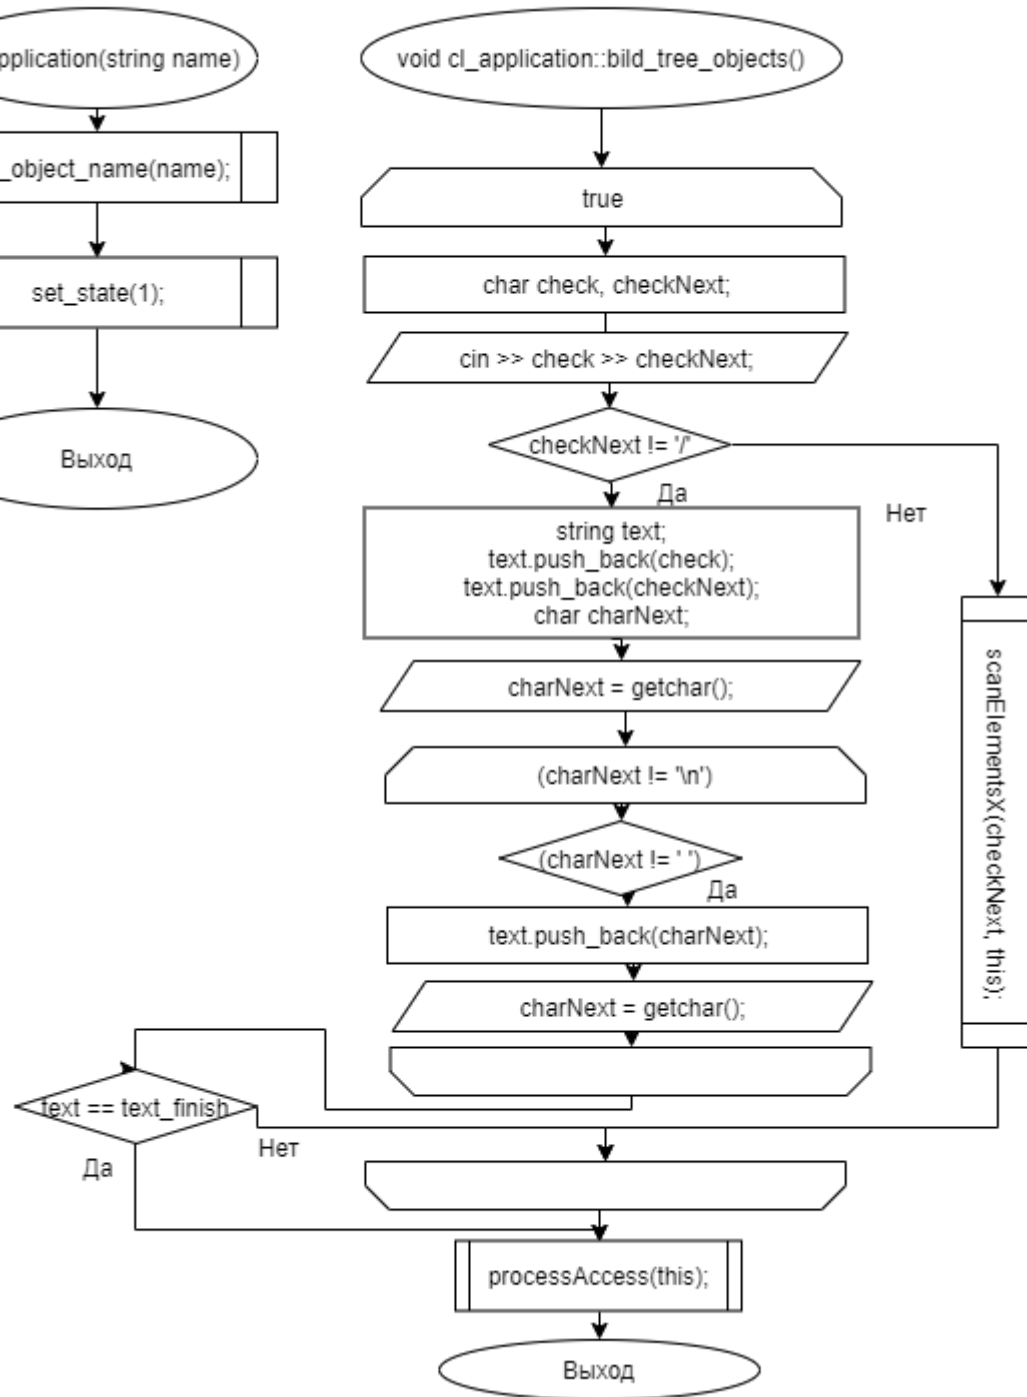 pplication(string name)
_object_name(name);
set_state(1);
Выход
void cl_application::bild_tree_objects()
true
char check, checkNext;
cin >> check >> checkNext;
checkNext != '/'
Да
Нет
string text;
text.push_back(check);
text.push_back(checkNext);
char charNext;
charNext = getchar();
(charNext != '\n')
(charNext != ' ')
Да
text.push_back(charNext);
charNext = getchar();
scanElementsX(checkNext, this);
text == text_finish
Нет
Да
processAccess(this);
Выход